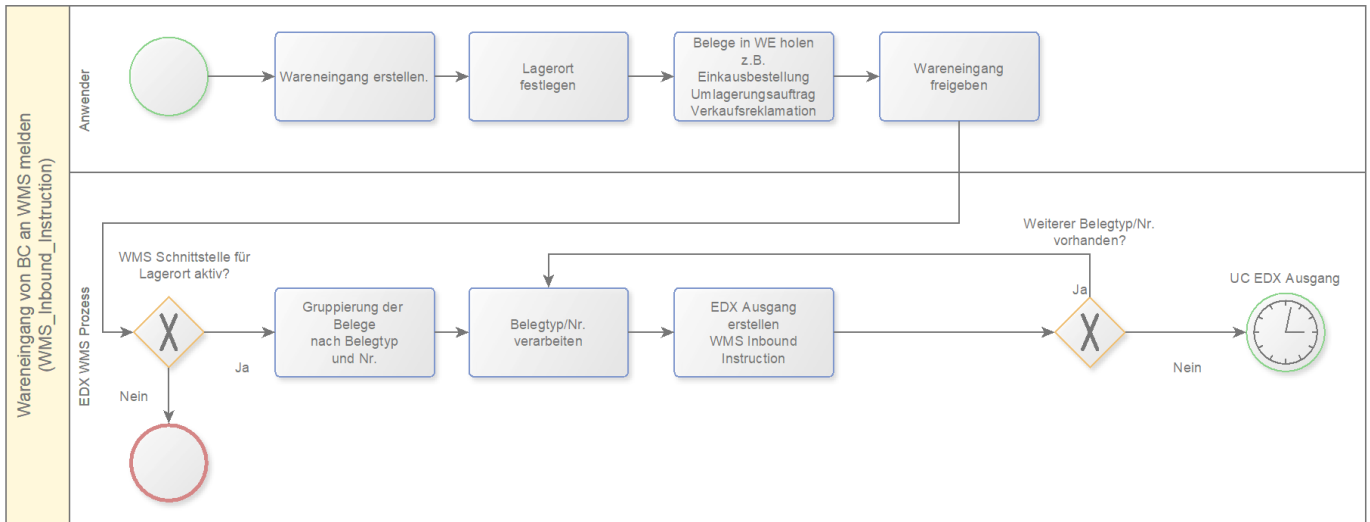 Wareneingang von BC an WMS melden
(WMS_Inbound_Instruction)
Anwender
Wareneingang erstellen.
Lagerort
festlegen
Belege in WE holen
z.B.
Einkausbestellung
Umlagerungsauftrag
Verkaufsreklamation
Wareneingang
freigeben
EDX WMS Prozess
WMS Schnittstelle für
Lagerort aktiv?
Ja
Nein
Gruppierung der
Belege
nach Belegtyp
und Nr.
Belegtyp/Nr.
verarbeiten
EDX Ausgang
erstellen
WMS Inbound
Instruction
Weiterer Belegtyp/Nr.
vorhanden?
Ja
Nein
UC EDX Ausgang